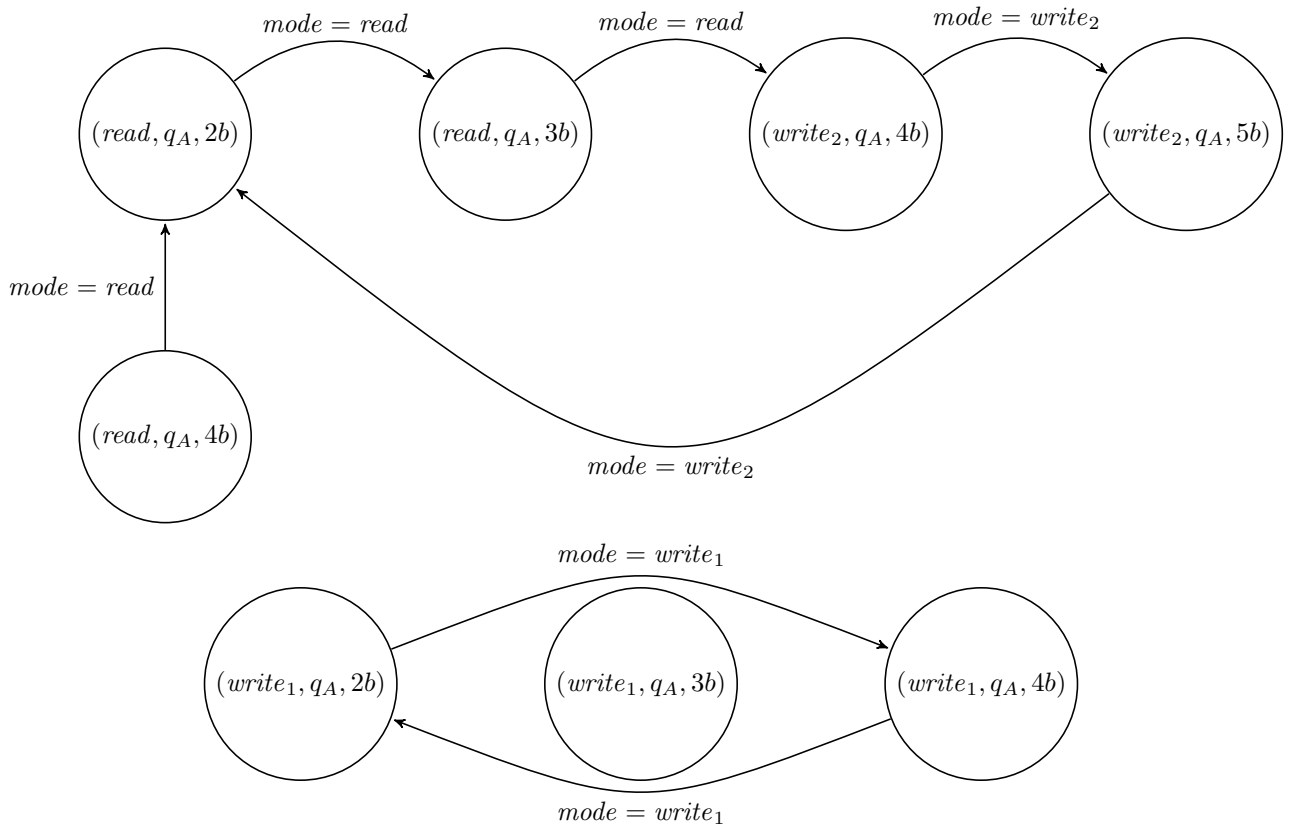 mode = read
mode = read
mode = write₂
(read, q_A, 2b)
(read, q_A, 3b)
(write₂, q_A, 4b)
(write₂, q_A, 5b)
mode = read
(read, q_A, 4b)
mode = write₂
mode = write₁
(write₁, q_A, 2b)
(write₁, q_A, 3b)
(write₁, q_A, 4b)
mode = write₁